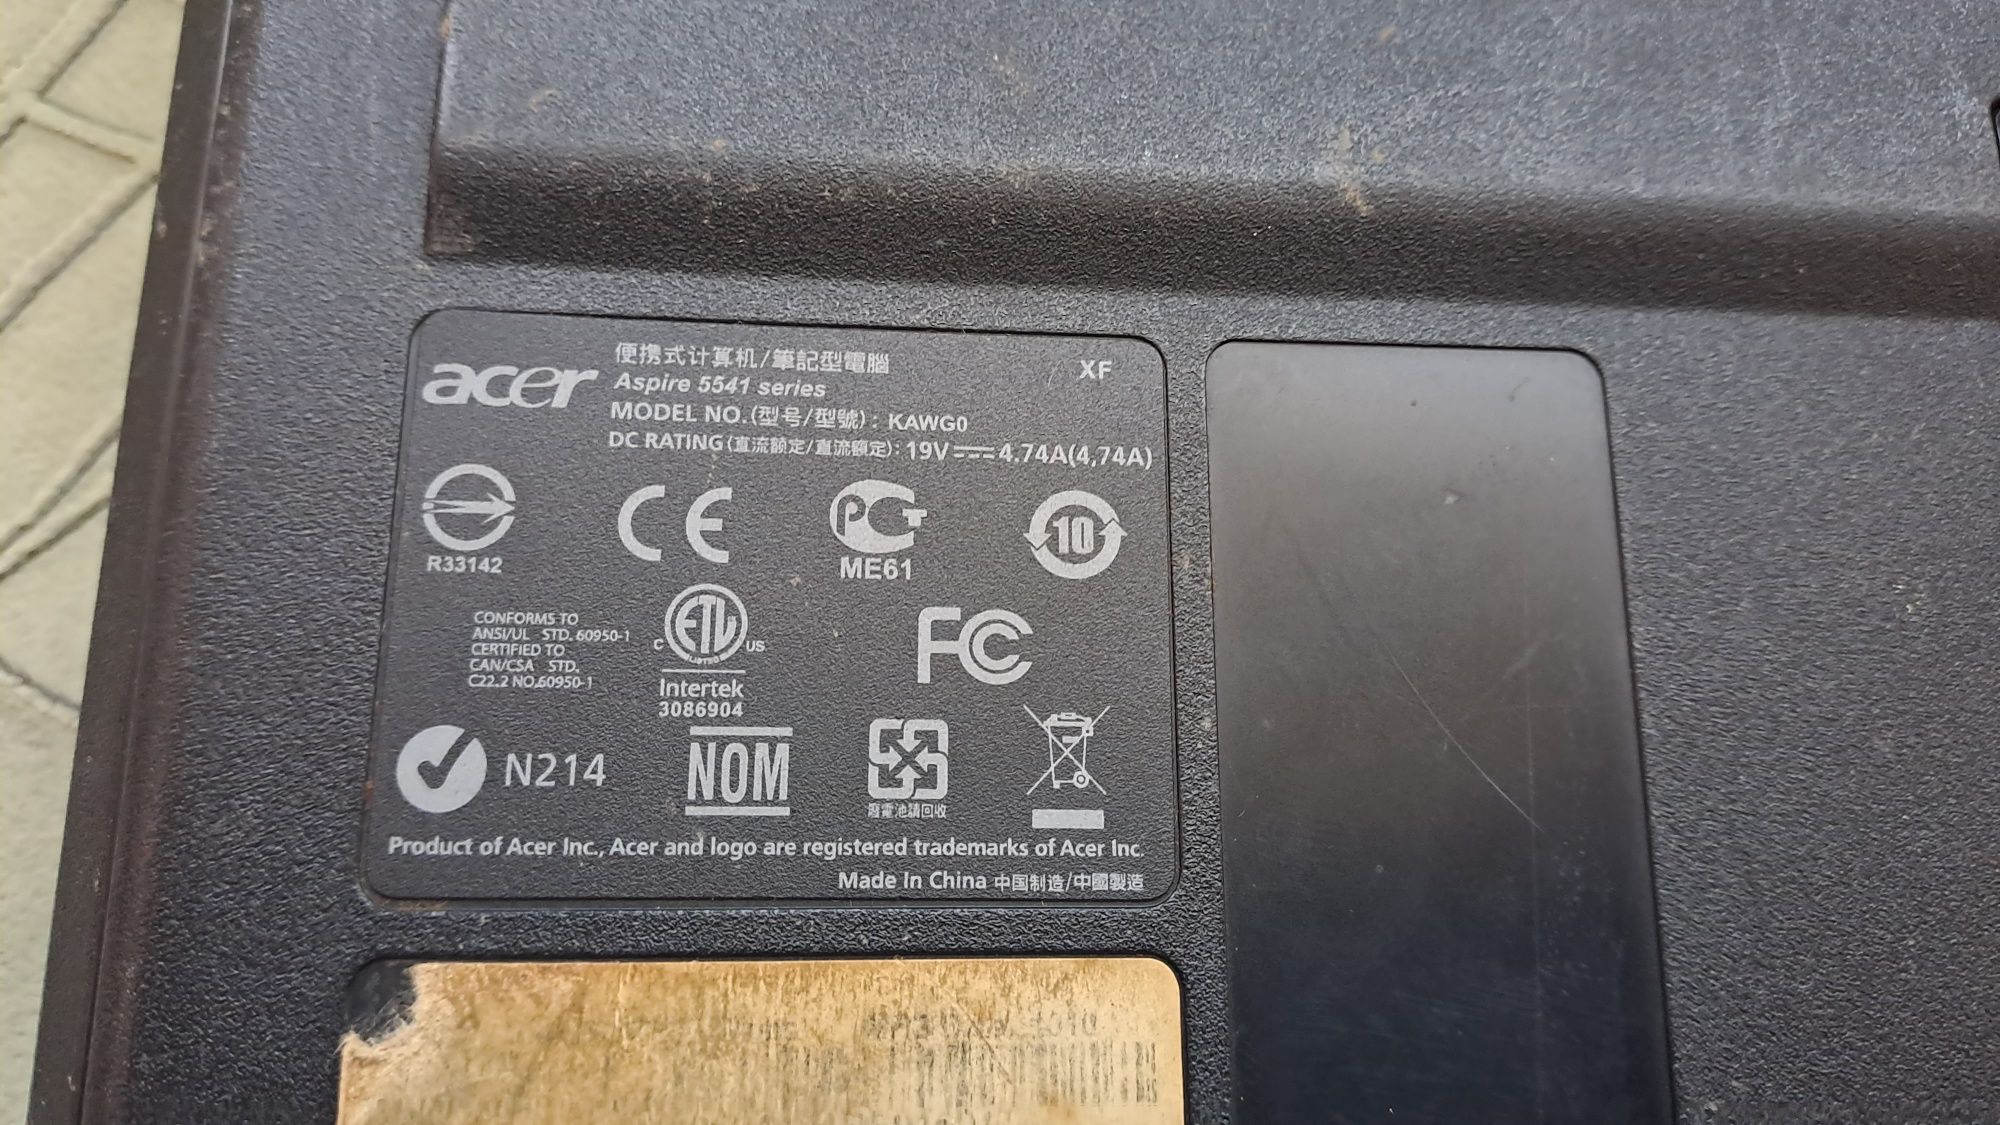 acer
便携式计算机/筆記型電腦
XF
Aspire 5541 series
MODEL NO.(型号/型號) : KAWG0
DC RATING(直流额定/直流額定): 19V⎓4.74A(4,74A)
R33142
CE
PCT
ME61
10
CONFORMS TO
ANSI/UL STD. 60950-1
CERTIFIED TO
CAN/CSA STD.
C22.2 NO,60950-1
ETL
LISTED
C US
Intertek
3086904
FC
N214
NOM
廢電池請回收
Product of Acer Inc., Acer and logo are registered trademarks of Acer Inc.
Made In China 中国制造/中國製造